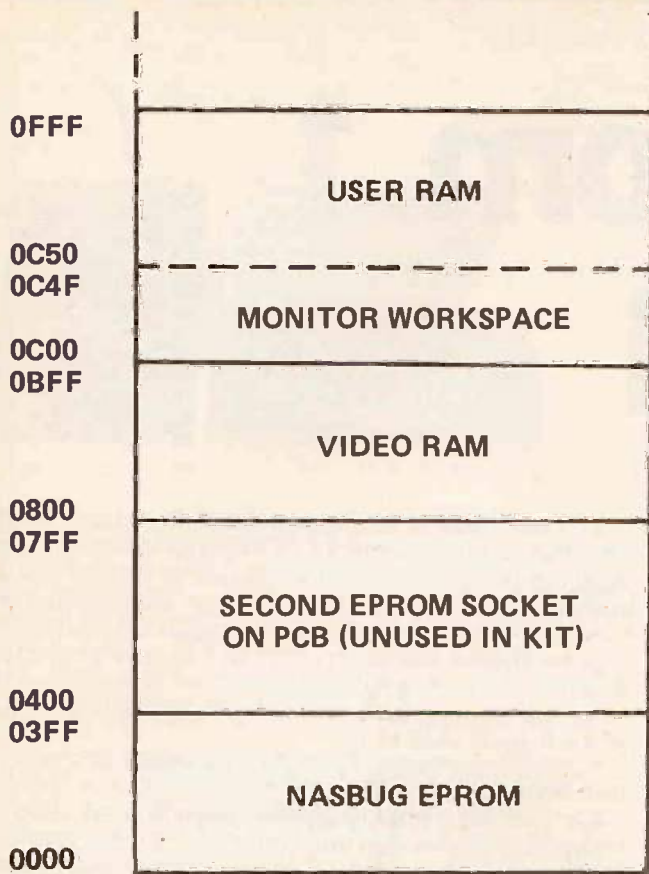 0FFF
USER RAM
0C50
0C4F
MONITOR WORKSPACE
0C00
0BFF
VIDEO RAM
0800
07FF
SECOND EPROM SOCKET
ON PCB (UNUSED IN KIT)
0400
03FF
NASBUG EPROM
0000